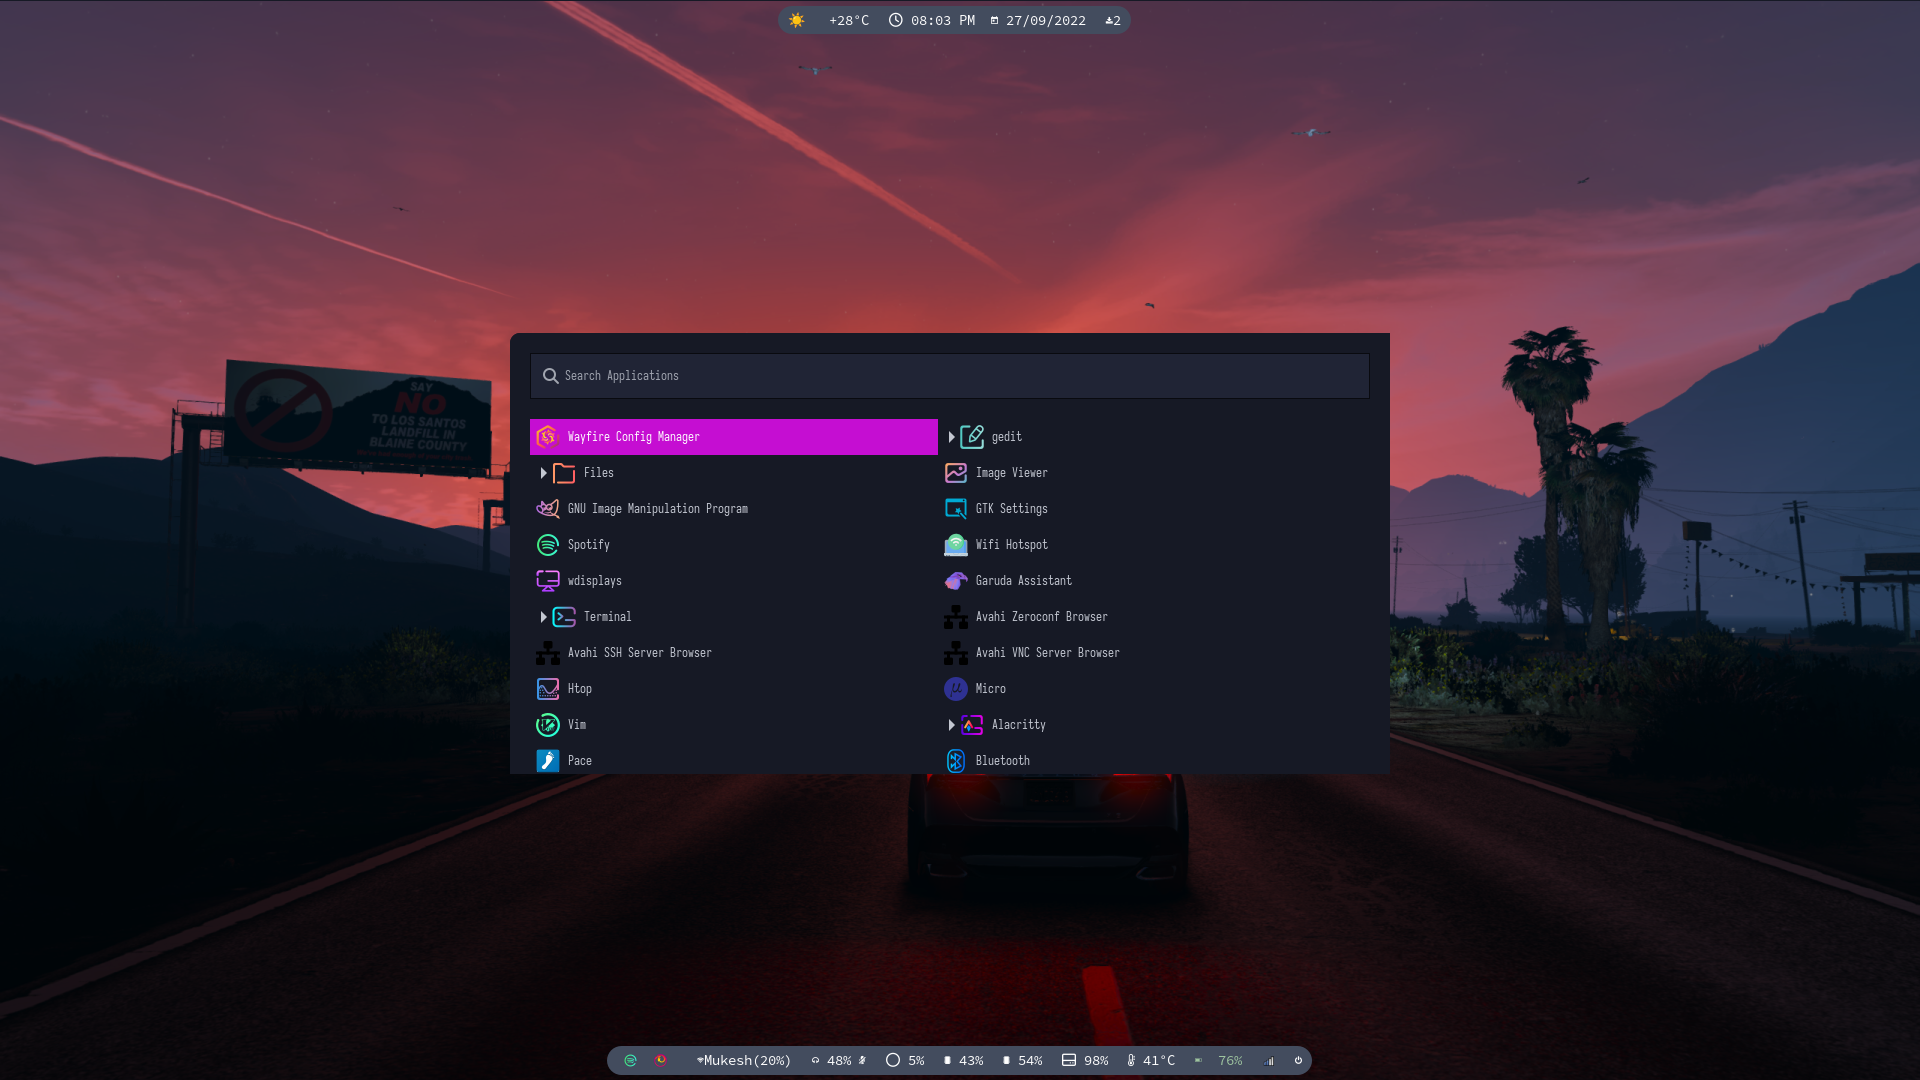 +28°C 08:03 PM 27/09/2022 2
SAY
NO
TO LOS SANTOS
LANDFILL IN
BLAINE COUNTY
Search Applications
Wayfire Config Manager
gedit
Files
Image Viewer
GNU Image Manipulation Program
GTK Settings
Spotify
Wifi Hotspot
wdisplays
Garuda Assistant
Terminal
Avahi Zeroconf Browser
Avahi SSH Server Browser
Avahi VNC Server Browser
Htop
Micro
Vim
Alacritty
Pace
Bluetooth
Mukesh(20%) 48% 5% 43% 54% 98% 41°C 76%